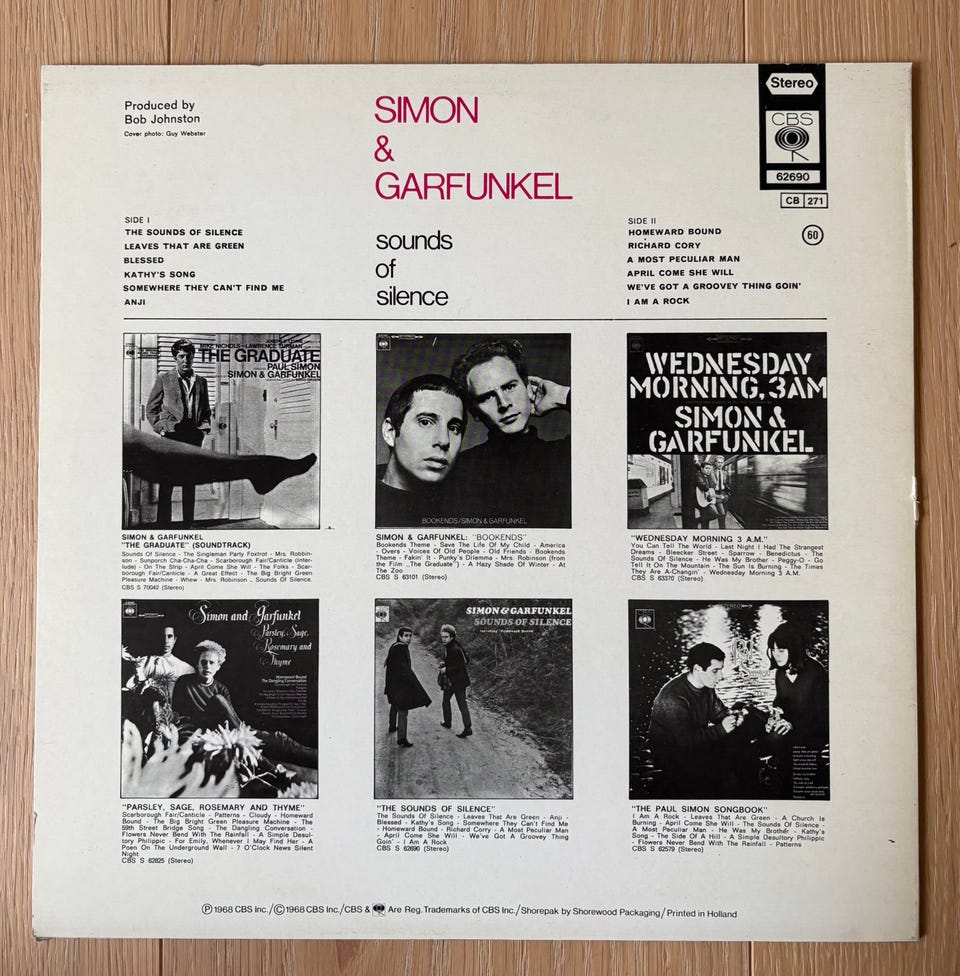 Produced by
Bob Johnston
Cover photo: Guy Webster
SIMON
&
GARFUNKEL
sounds
of
silence
Stereo
CBS
62690
CB 271
60
SIDE I
THE SOUNDS OF SILENCE
LEAVES THAT ARE GREEN
BLESSED
KATHY'S SONG
SOMEWHERE THEY CAN'T FIND ME
ANJI
SIDE II
HOMEWARD BOUND
RICHARD CORY
A MOST PECULIAR MAN
APRIL COME SHE WILL
WE'VE GOT A GROOVEY THING GOIN'
I AM A ROCK
MIKE NICHOLS-LAWRENCE TURMAN
THE GRADUATE
PAUL SIMON
SIMON & GARFUNKEL
SIMON & GARFUNKEL
"THE GRADUATE" (SOUNDTRACK)
Sounds Of Silence - The Singleman Party Foxtrot - Mrs. Robbin-
son - Sunporch Cha-Cha-Cha - Scarborough Fair/Canticle (Inter-
lude) - On The Strip - April Come She Will - The Folks - Scar-
borough Fair/Canticle - A Great Effect - The Big Bright Green
Pleasure Machine - Whew - Mrs. Robinson , Sounds Of Silence.
CBS S 70042 (Stereo)
BOOKENDS/SIMON & GARFUNKEL
SIMON & GARFUNKEL: "BOOKENDS"
Bookends Theme - Save The Life Of My Child - America
- Overs - Voices Of Old People - Old Friends - Bookends
Theme - Fakin' It - Punky's Dilemma - Mrs. Robinson (from
the Film „The Graduate") - A Hazy Shade Of Winter - At
The Zoo
CBS S 63101 (Stereo)
WEDNESDAY
MORNING, 3AM
SIMON &
GARFUNKEL
"WEDNESDAY MORNING 3 A.M."
You Can Tell The World - Last Night I Had The Strangest
Dreams - Bleecker Street - Sparrow - Benedictus - The
Sounds Of Silence - He Was My Brother - Peggy-O - Go
Tell It On The Mountain - The Sun Is Burning - The Times
They Are A-Changin' - Wednesday Morning 3 A.M.
CBS S 63370 (Stereo)
Simon and Garfunkel
Parsley, Sage,
Rosemary and
Thyme
Homeward Bound
The Dangling Conversation
"PARSLEY, SAGE, ROSEMARY AND THYME"
Scarborough Fair/Canticle - Patterns - Cloudy - Homeward
Bound - The Big Bright Green Pleasure Machine - The
59th Street Bridge Song - The Dangling Conversation -
Flowers Never Bend With The Rainfall - A Simple Desul-
tory Philippic - For Emily, Whenever I May Find Her - A
Poen On The Underground Wall - 7 O'Clock News Silent
Night
CBS S 62825 (Stereo)
SIMON & GARFUNKEL
SOUNDS OF SILENCE
including "Homeward Bound"
"THE SOUNDS OF SILENCE"
The Sounds Of Silence - Leaves That Are Green - Anji -
Blessed - Kathy's Song - Somewhere They Can't Find Me
- Homeward Bound - Richard Corry - A Most Peculiar Man
- April Come She Will - We've Got A Groovey Thing
Goin' - I Am A Rock
CBS S 62690 (Stereo)
STEREO
"THE PAUL SIMON SONGBOOK"
I Am A Rock - Leaves That Are Green - A Church Is
Burning - April Come She Will - The Sounds Of Silence -
A Most Peculiar Man - He Was My Brother - Kathy's
Song - The Side Of A Hill - A Simple Desultory Philippic
- Flowers Never Bend With The Rainfall - Patterns
CBS S 62579 (Stereo)
Ⓟ 1968 CBS Inc./© 1968 CBS Inc./CBS & Are Reg. Trademarks of CBS Inc./Shorepak by Shorewood Packaging/Printed in Holland